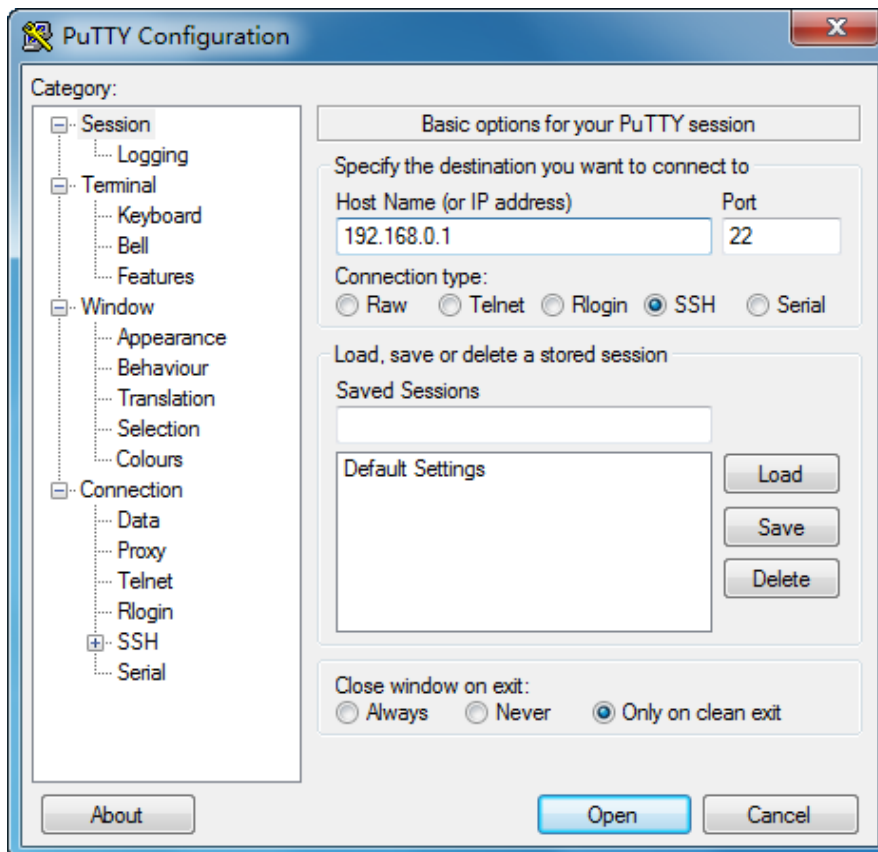 PuTTY Configuration
Category:
Session
Logging
Terminal
Keyboard
Bell
Features
Window
Appearance
Behaviour
Translation
Selection
Colours
Connection
Data
Proxy
Telnet
Rlogin
SSH
Serial
Basic options for your PuTTY session
Specify the destination you want to connect to
Host Name (or IP address) Port
192.168.0.1 22
Connection type:
Raw Telnet Rlogin SSH Serial
Load, save or delete a stored session
Saved Sessions
Default Settings
Load
Save
Delete
Close window on exit:
Always Never Only on clean exit
About Open Cancel